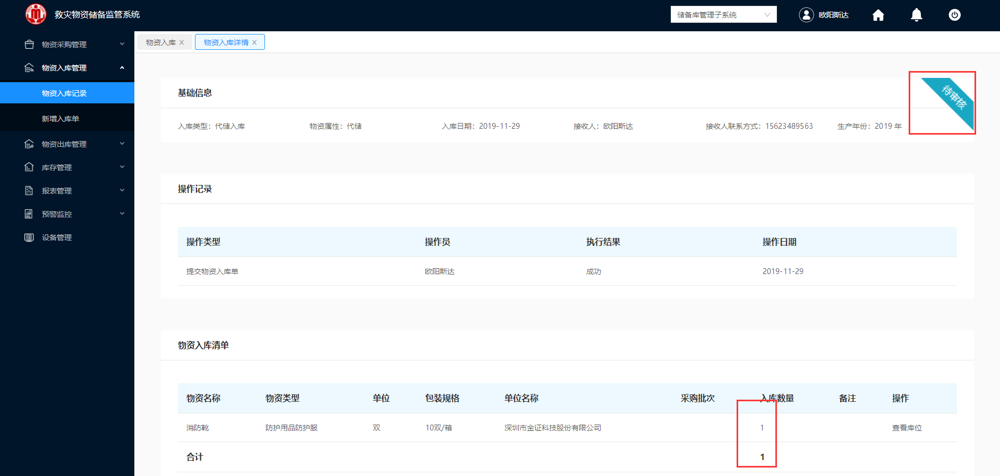 救灾物资储备监管系统
储备库管理子系统
欧阳斯达
物资采购管理
物资入库管理
物资入库记录
新增入库单
物资出库管理
库存管理
报表管理
预警监控
设备管理
物资入库 物资入库详情
基础信息
待审核
入库类型：代储入库 物资属性：代储 入库日期：2019-11-29 接收人：欧阳斯达 接收人联系方式：15623489563 生产年份：2019 年
操作记录
操作类型 操作员 执行结果 操作日期
提交物资入库单 欧阳斯达 成功 2019-11-29
物资入库清单
物资名称 物资类型 单位 包装规格 单位名称 采购批次 入库数量 备注 操作
消防靴 防护用品防护服 双 10双/箱 深圳市金证科技股份有限公司 1 查看库位
合计 1